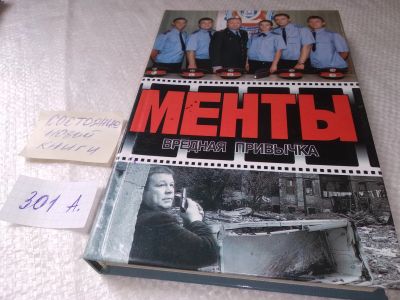 МЕНТЫ
ВРЕДНАЯ ПРИВЫЧКА
СОСТОЯНИЕ
НОВОЙ
КНИГИ
301 А.